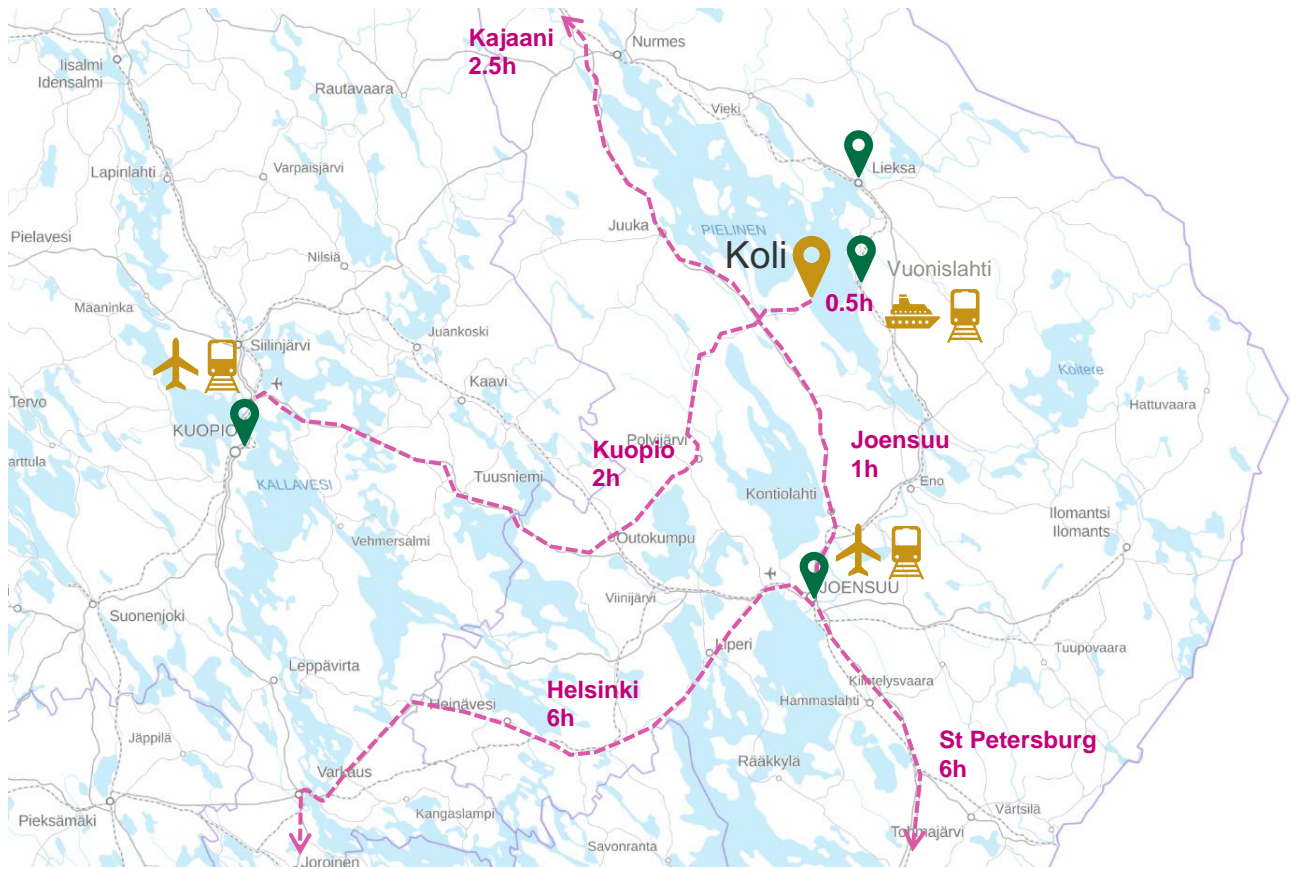 Kajaani
2.5h
Nurmes
Iisalmi
Idensalmi
Rautavaara
Vieki
Lieksa
Lapinlahti
Varpaisjärvi
Juuka
PIELINEN
Pielavesi
Nilsiä
Koli
Vuonislahti
0.5h
Maaninka
Juankoski
Siilinjärvi
Koitere
Kaavi
Tervo
Hattuvaara
KUOPIO
Kuopio
2h
Polvijärvi
Joensuu
1h
arttula
Tuusniemi
KALLAVESI
Kontiolahti
Eno
Ilomantsi
Ilomants
Vehmersalmi
Outokumpu
Viinijärvi
JOENSUU
Suonenjoki
Liperi
Tuupovaara
Leppävirta
Kiihtelysvaara
Helsinki
6h
Heinävesi
Hammaslahti
Jäppilä
St Petersburg
6h
Varkaus
Rääkkylä
Pieksämäki
Kangaslampi
Värtsilä
Tohmajärvi
Savonranta
Joroinen